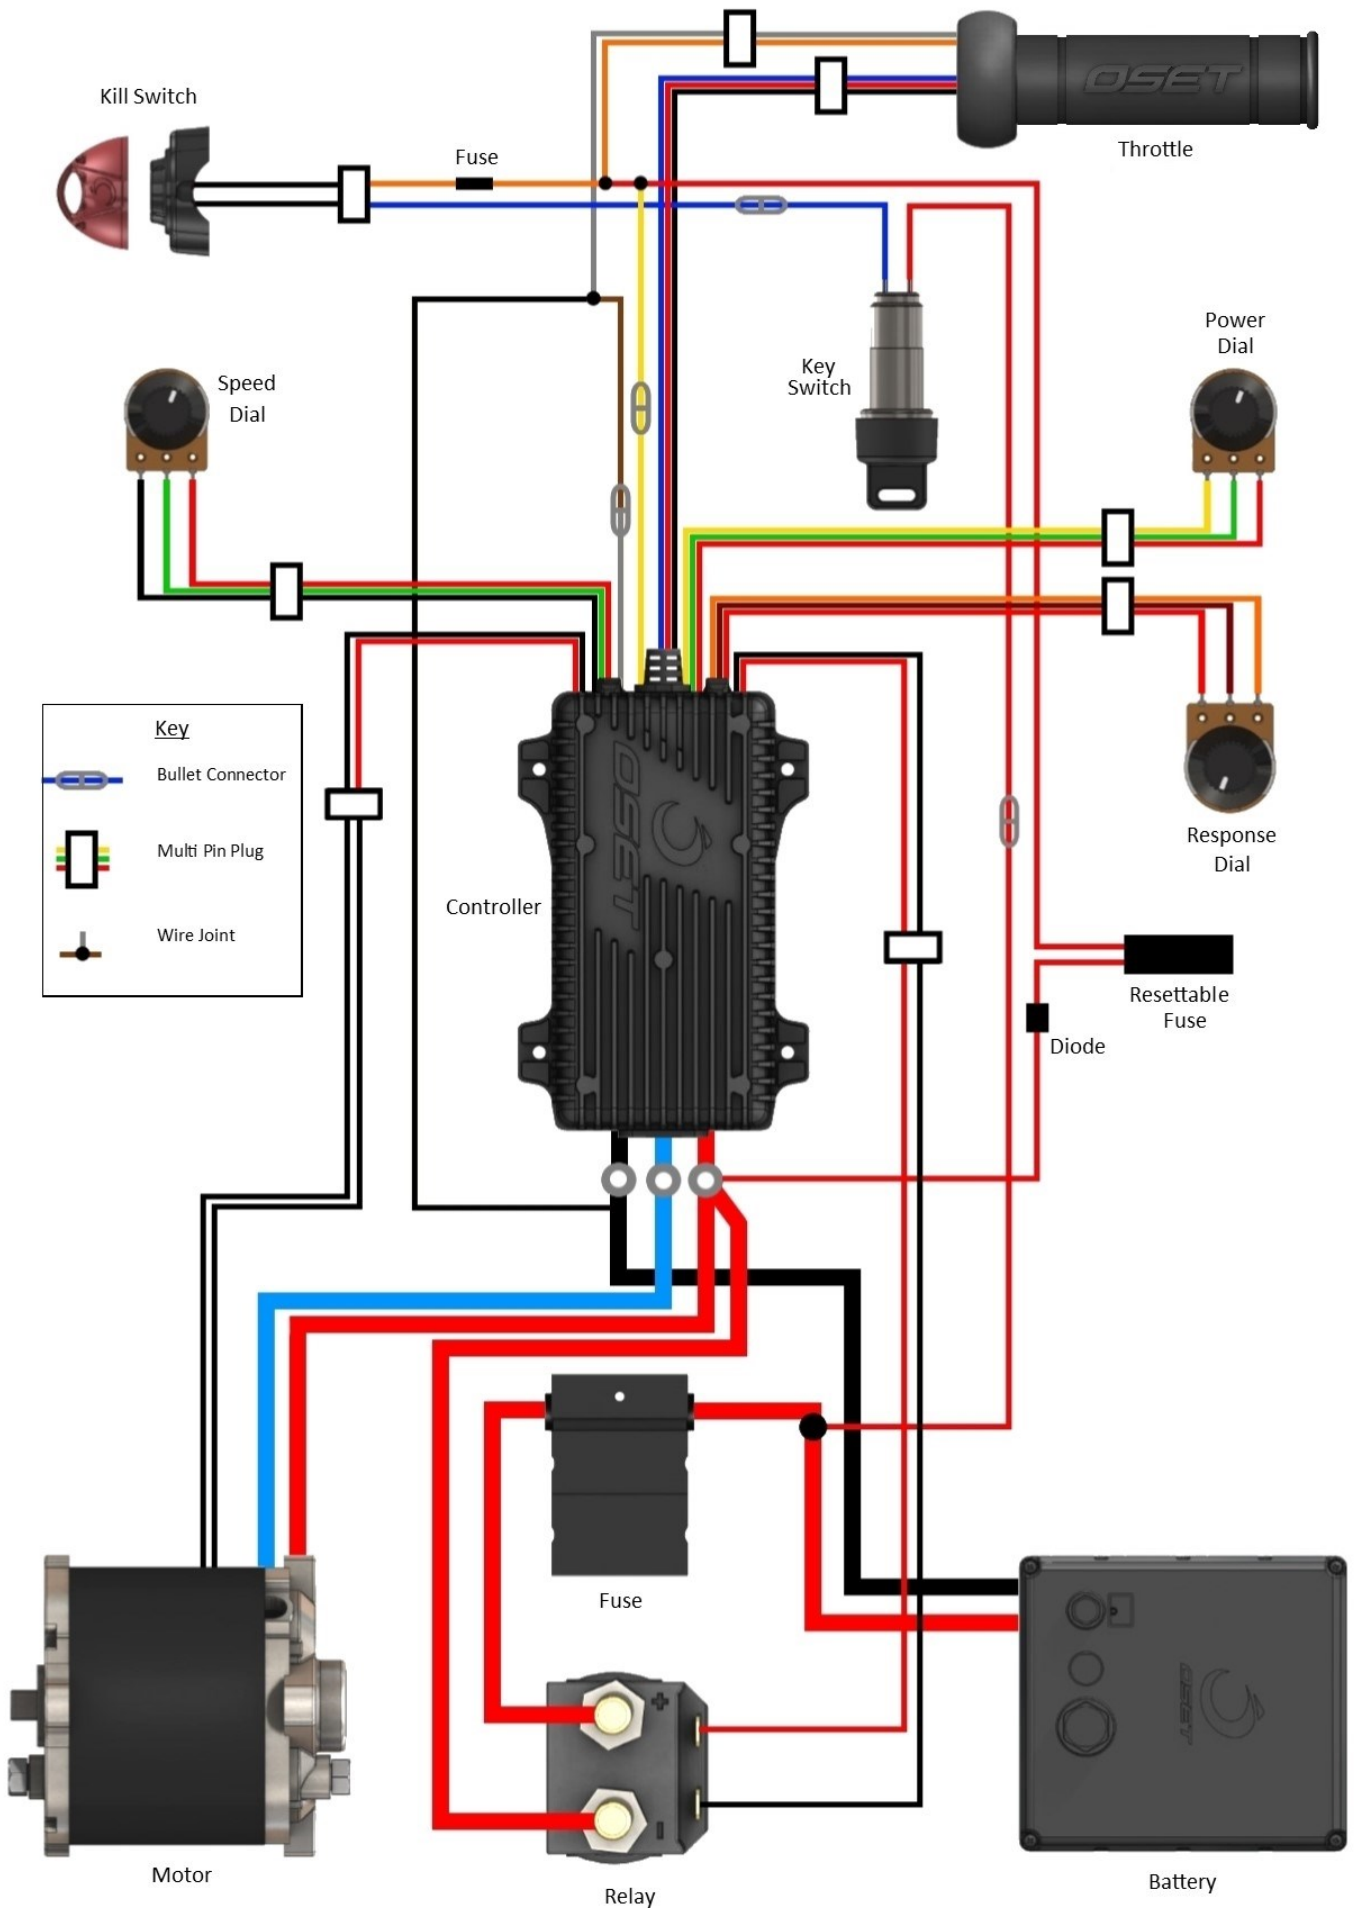 OSET
Throttle
Kill Switch
Fuse
Power
Dial
Key
Switch
Speed
Dial
Key
Bullet Connector
Multi Pin Plug
Wire Joint
OSET
Controller
Response
Dial
Resettable
Fuse
Diode
Fuse
+
-
OSET
Motor
Relay
Battery